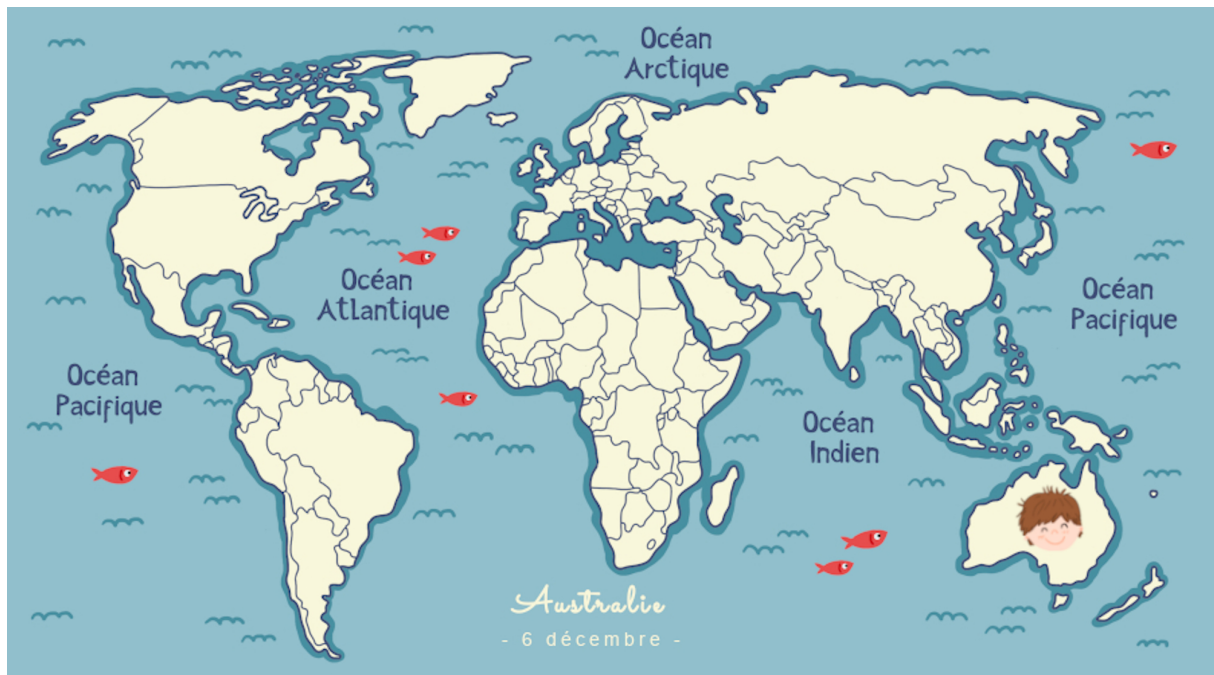 Océan
Arctique
Océan
Atlantique
Océan
Pacifique
Océan
Pacifique
Océan
Indien
Australie
- 6 décembre -